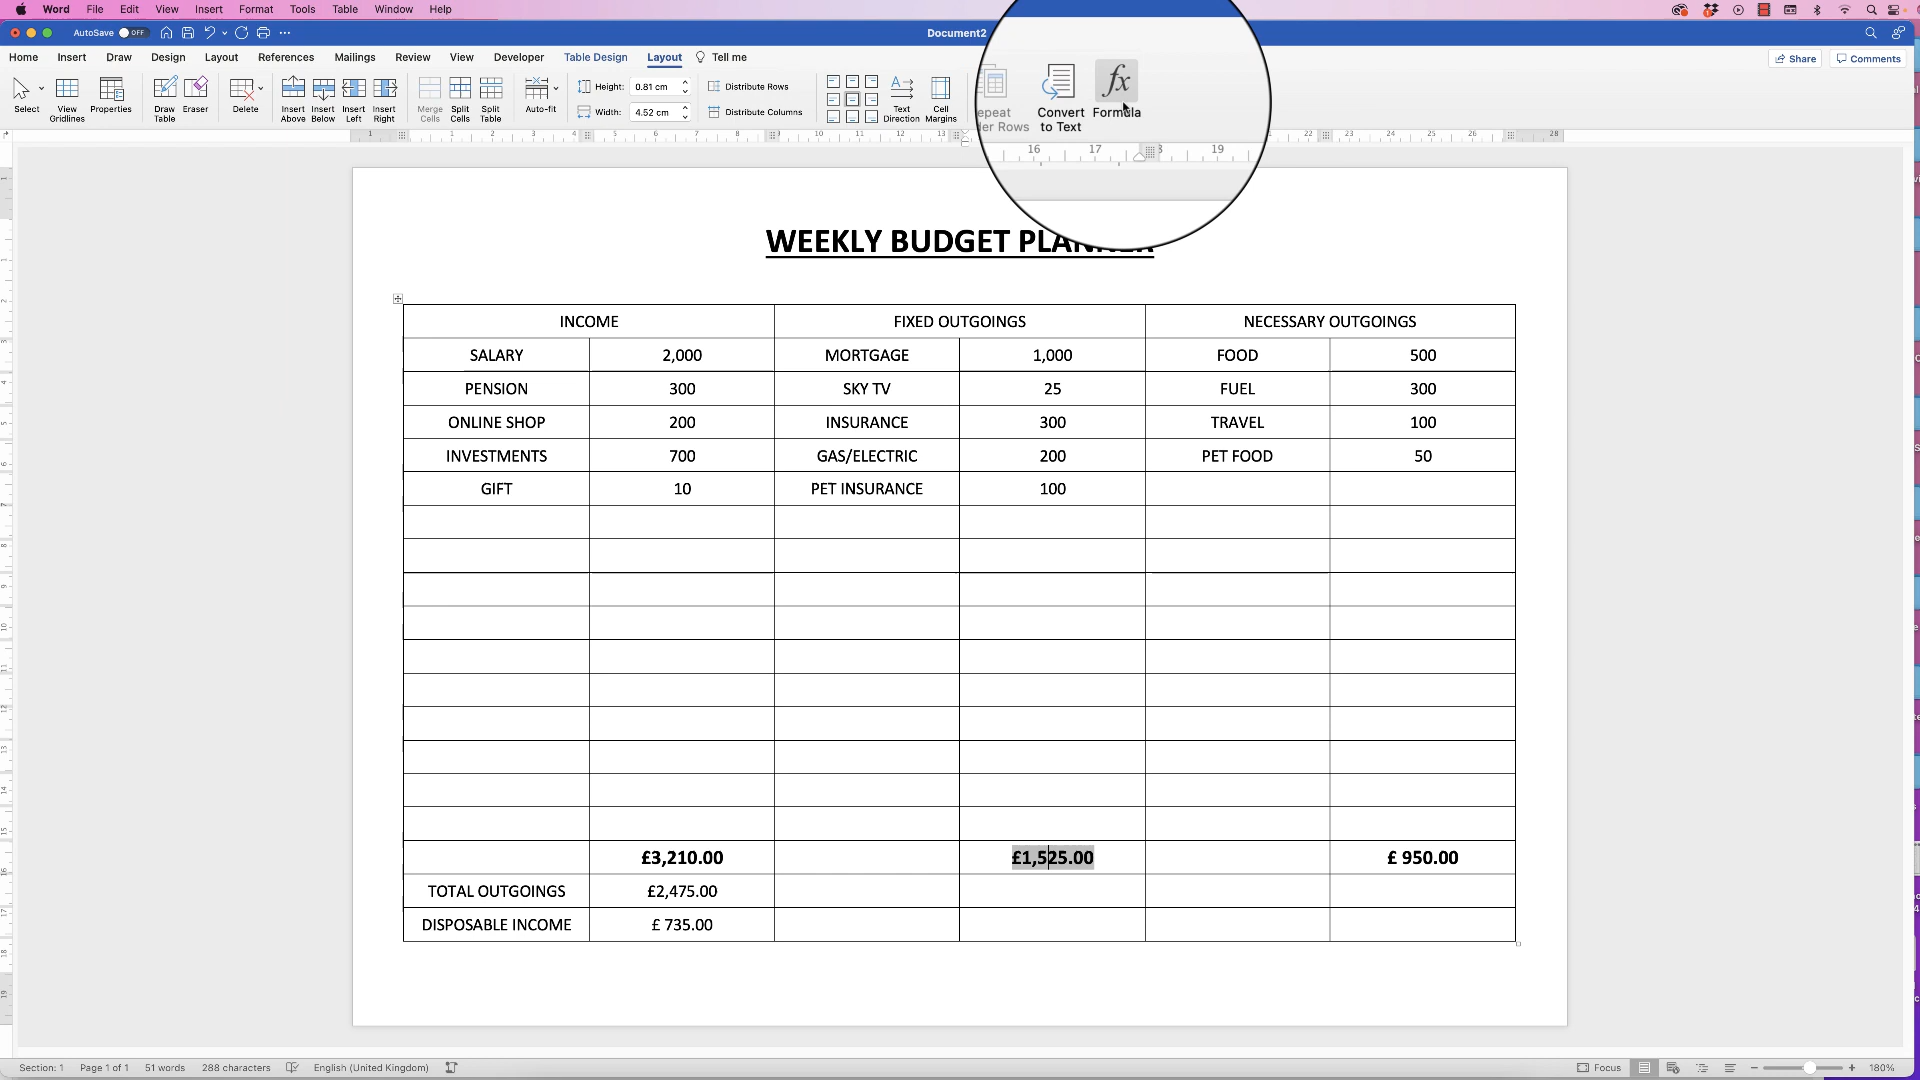 Word File Edit View Insert Format Tools Table Window Help
AutoSave OFF Document2
Home Insert Draw Design Layout References Mailings Review View Developer Table Design Layout Tell me Share Comments
Select View Gridlines Properties Draw Table Eraser Delete Insert Above Insert Below Insert Left Insert Right Merge Cells Split Cells Split Table Auto-fit
Height: 0.81 cm Distribute Rows
Width: 4.52 cm Distribute Columns
Text Direction Cell Margins
Convert to Text Formula
16 17 19
WEEKLY BUDGET
INCOME FIXED OUTGOINGS NECESSARY OUTGOINGS
SALARY 2,000 MORTGAGE 1,000 FOOD 500
PENSION 300 SKY TV 25 FUEL 300
ONLINE SHOP 200 INSURANCE 300 TRAVEL 100
INVESTMENTS 700 GAS/ELECTRIC 200 PET FOOD 50
GIFT 10 PET INSURANCE 100
£3,210.00 £1,525.00 £ 950.00
TOTAL OUTGOINGS £2,475.00
DISPOSABLE INCOME £ 735.00
Section: 1 Page 1 of 1 51 words 288 characters English (United Kingdom) Focus 180%